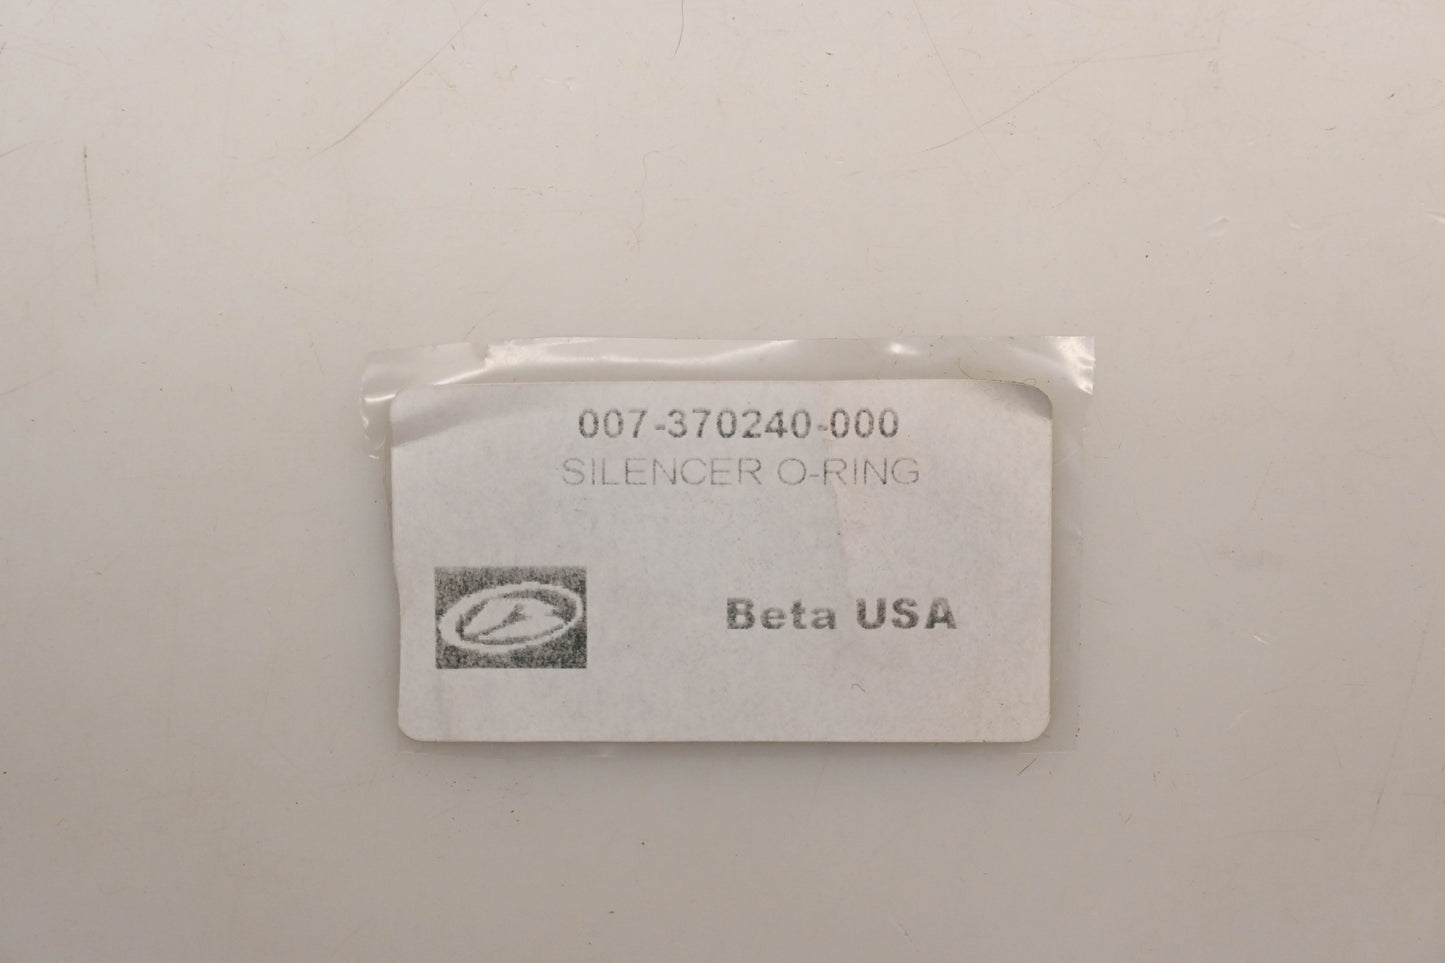 007-370240-000
SILENCER O-RING
Beta USA